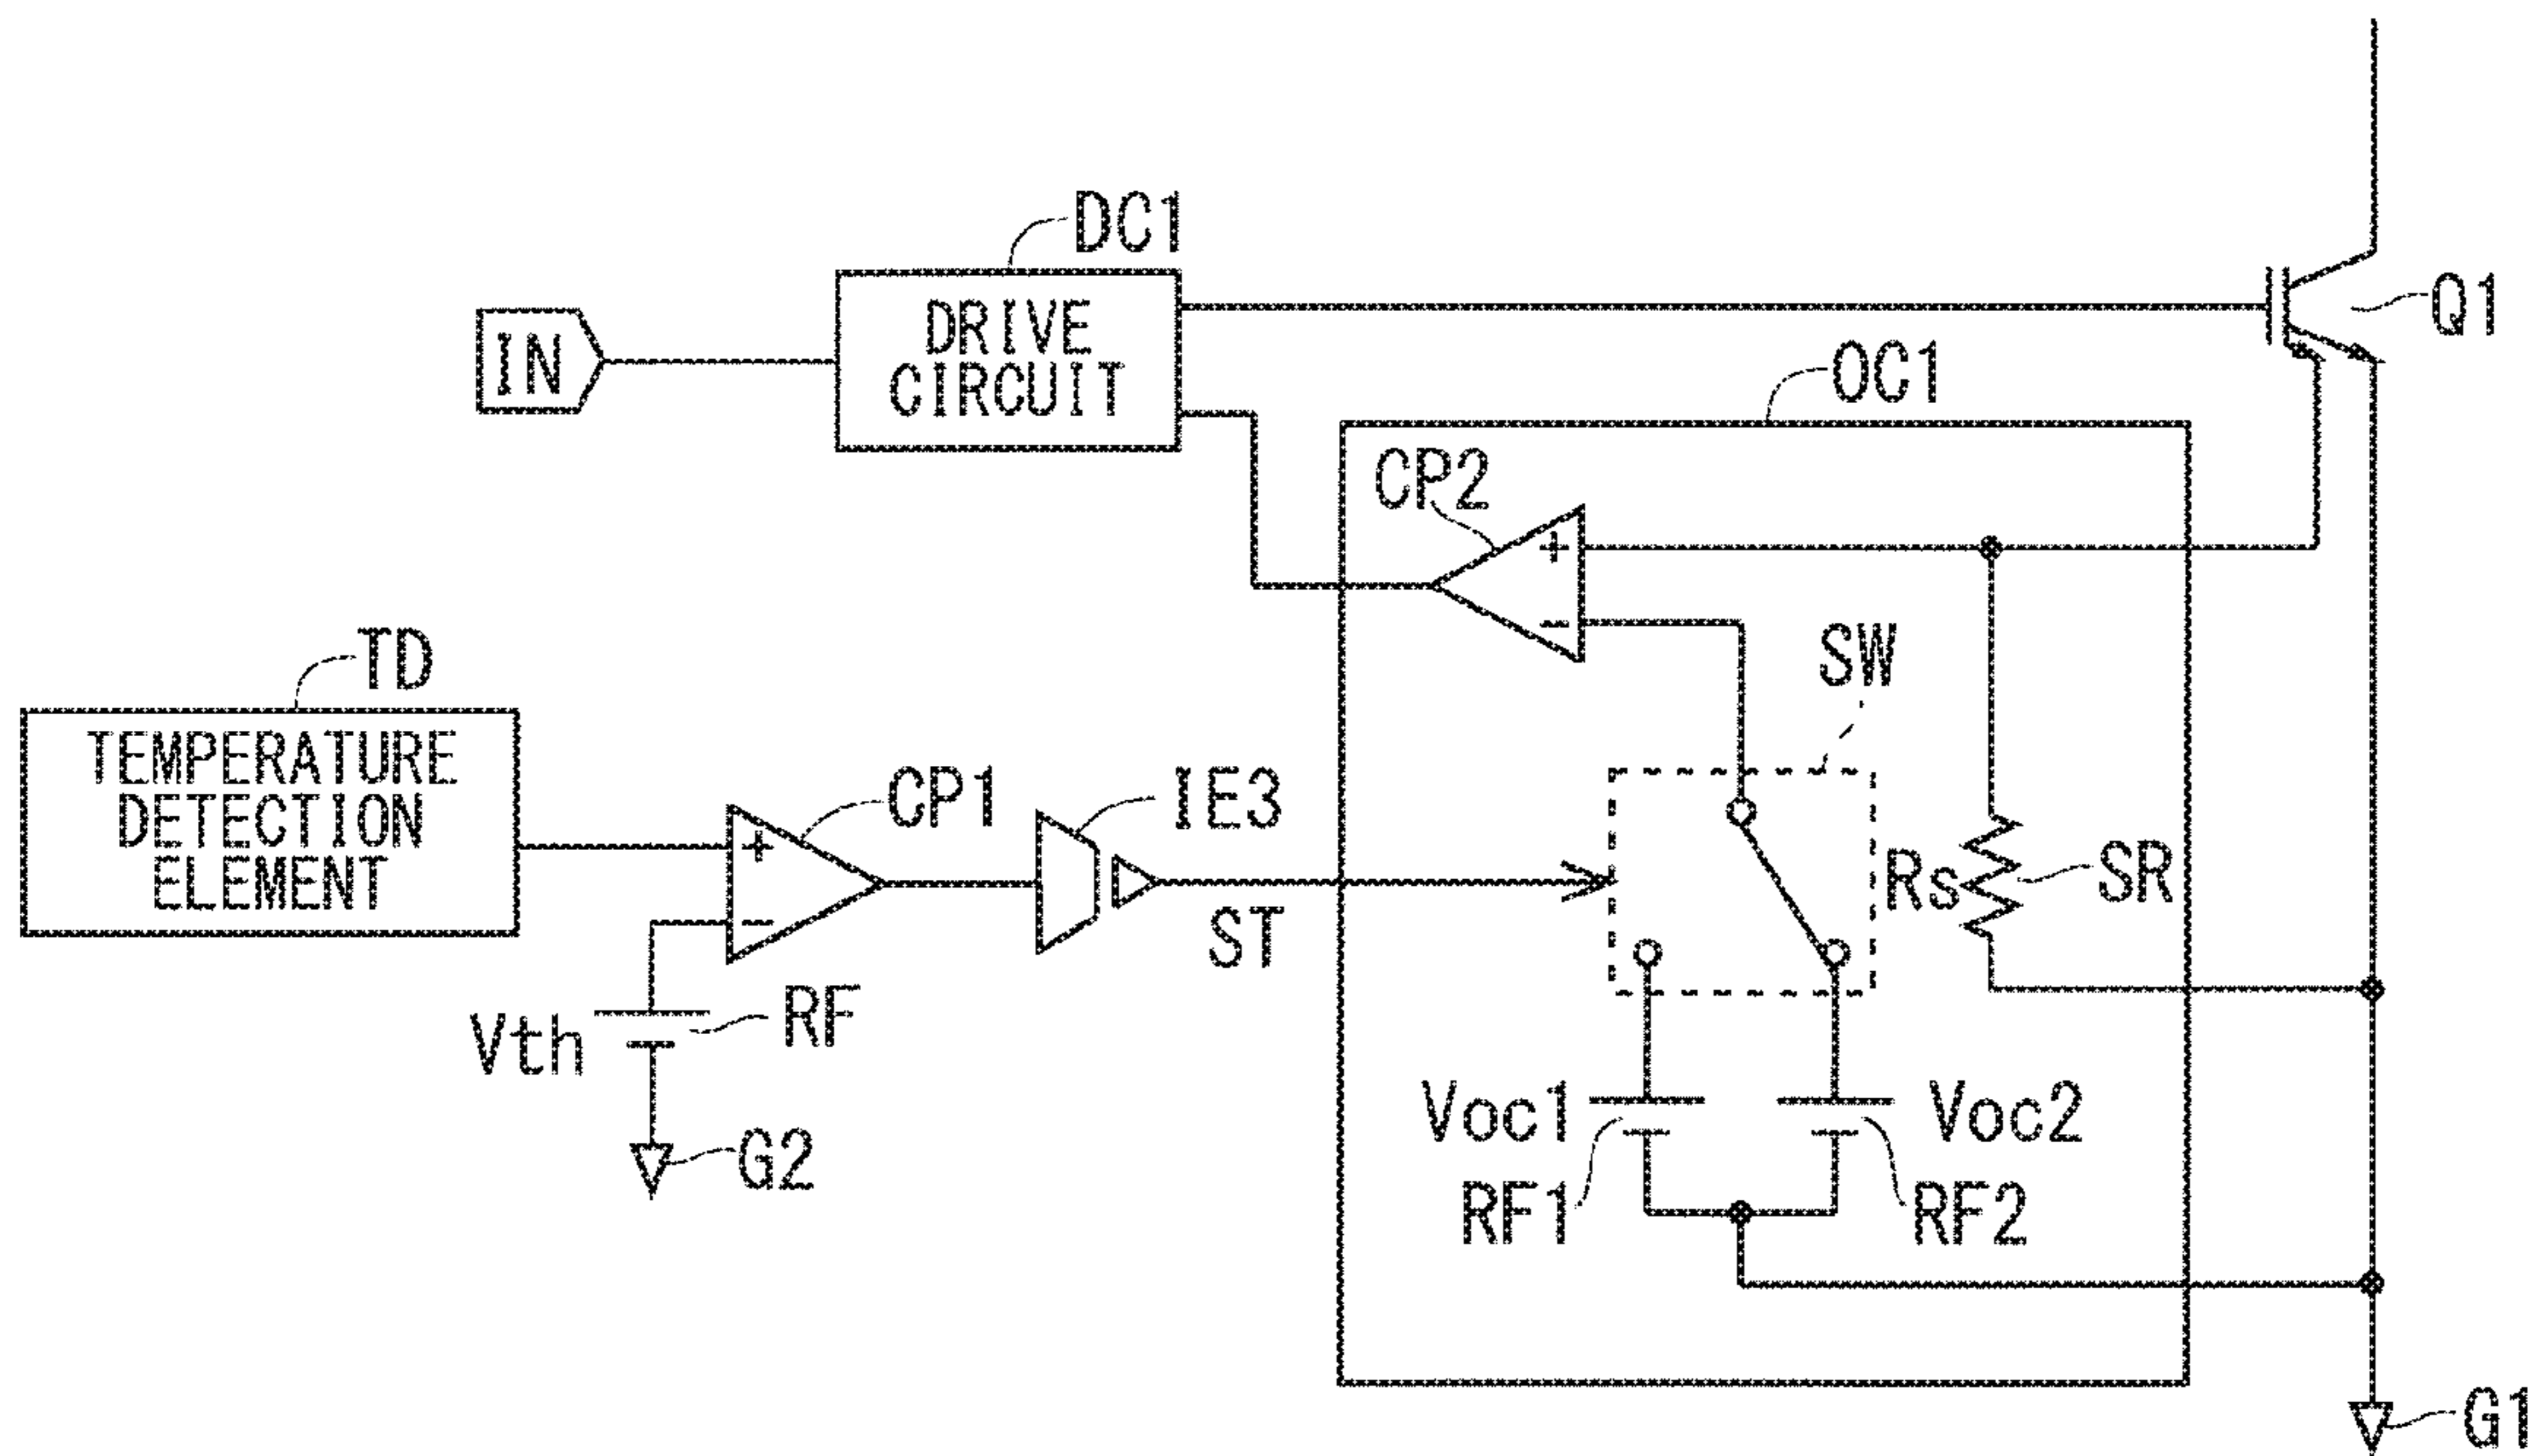 DC1
DRIVE
CIRCUIT
IN
Q1
OC1
CP2
+
-
SW
TD
TEMPERATURE
DETECTION
ELEMENT
CP1
+
-
IE3
ST
Rs
SR
Vth
RF
G2
Voc1
Voc2
RF1
RF2
G1